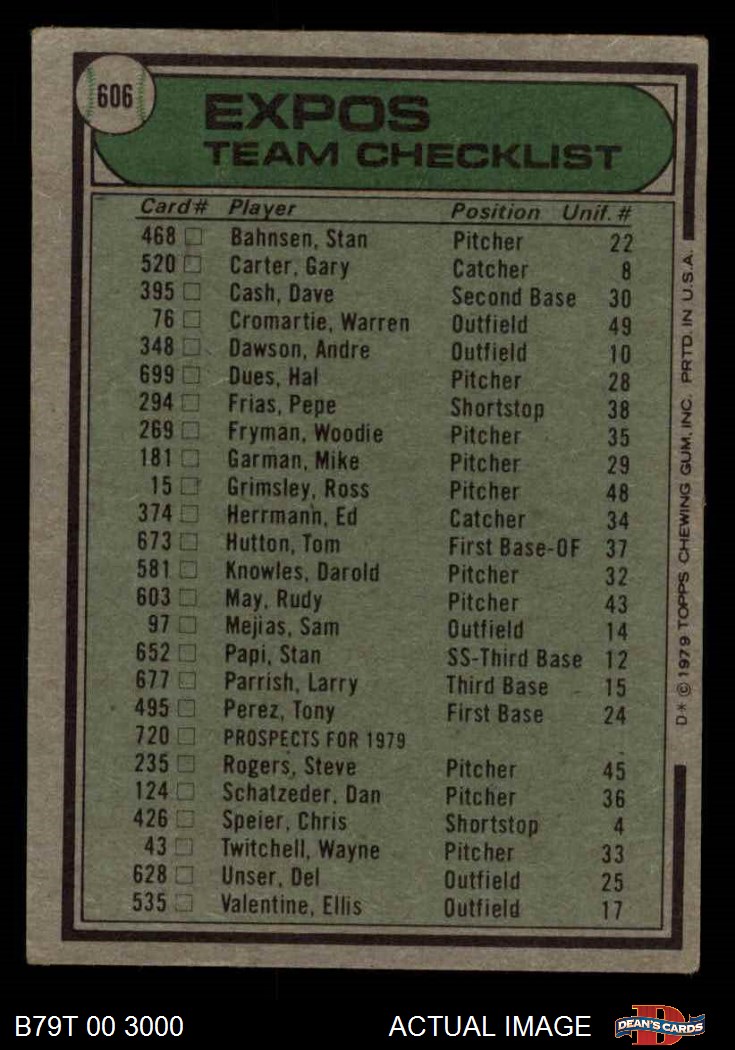 606
EXPOS
TEAM CHECKLIST
Card# Player Position Unif. #
468 Bahnsen, Stan Pitcher 22
520 Carter, Gary Catcher 8
395 Cash, Dave Second Base 30
76 Cromartie, Warren Outfield 49
348 Dawson, Andre Outfield 10
699 Dues, Hal Pitcher 28
294 Frias, Pepe Shortstop 38
269 Fryman, Woodie Pitcher 35
181 Garman, Mike Pitcher 29
15 Grimsley, Ross Pitcher 48
374 Herrmann, Ed Catcher 34
673 Hutton, Tom First Base-OF 37
581 Knowles, Darold Pitcher 32
603 May, Rudy Pitcher 43
97 Mejias, Sam Outfield 14
652 Papi, Stan SS-Third Base 12
677 Parrish, Larry Third Base 15
495 Perez, Tony First Base 24
720 PROSPECTS FOR 1979
235 Rogers, Steve Pitcher 45
124 Schatzeder, Dan Pitcher 36
426 Speier, Chris Shortstop 4
43 Twitchell, Wayne Pitcher 33
628 Unser, Del Outfield 25
535 Valentine, Ellis Outfield 17
D* © 1979 TOPPS CHEWING GUM, INC. PRTD. IN U.S.A.
B79T 00 3000 ACTUAL IMAGE
D
DEAN'S CARDS